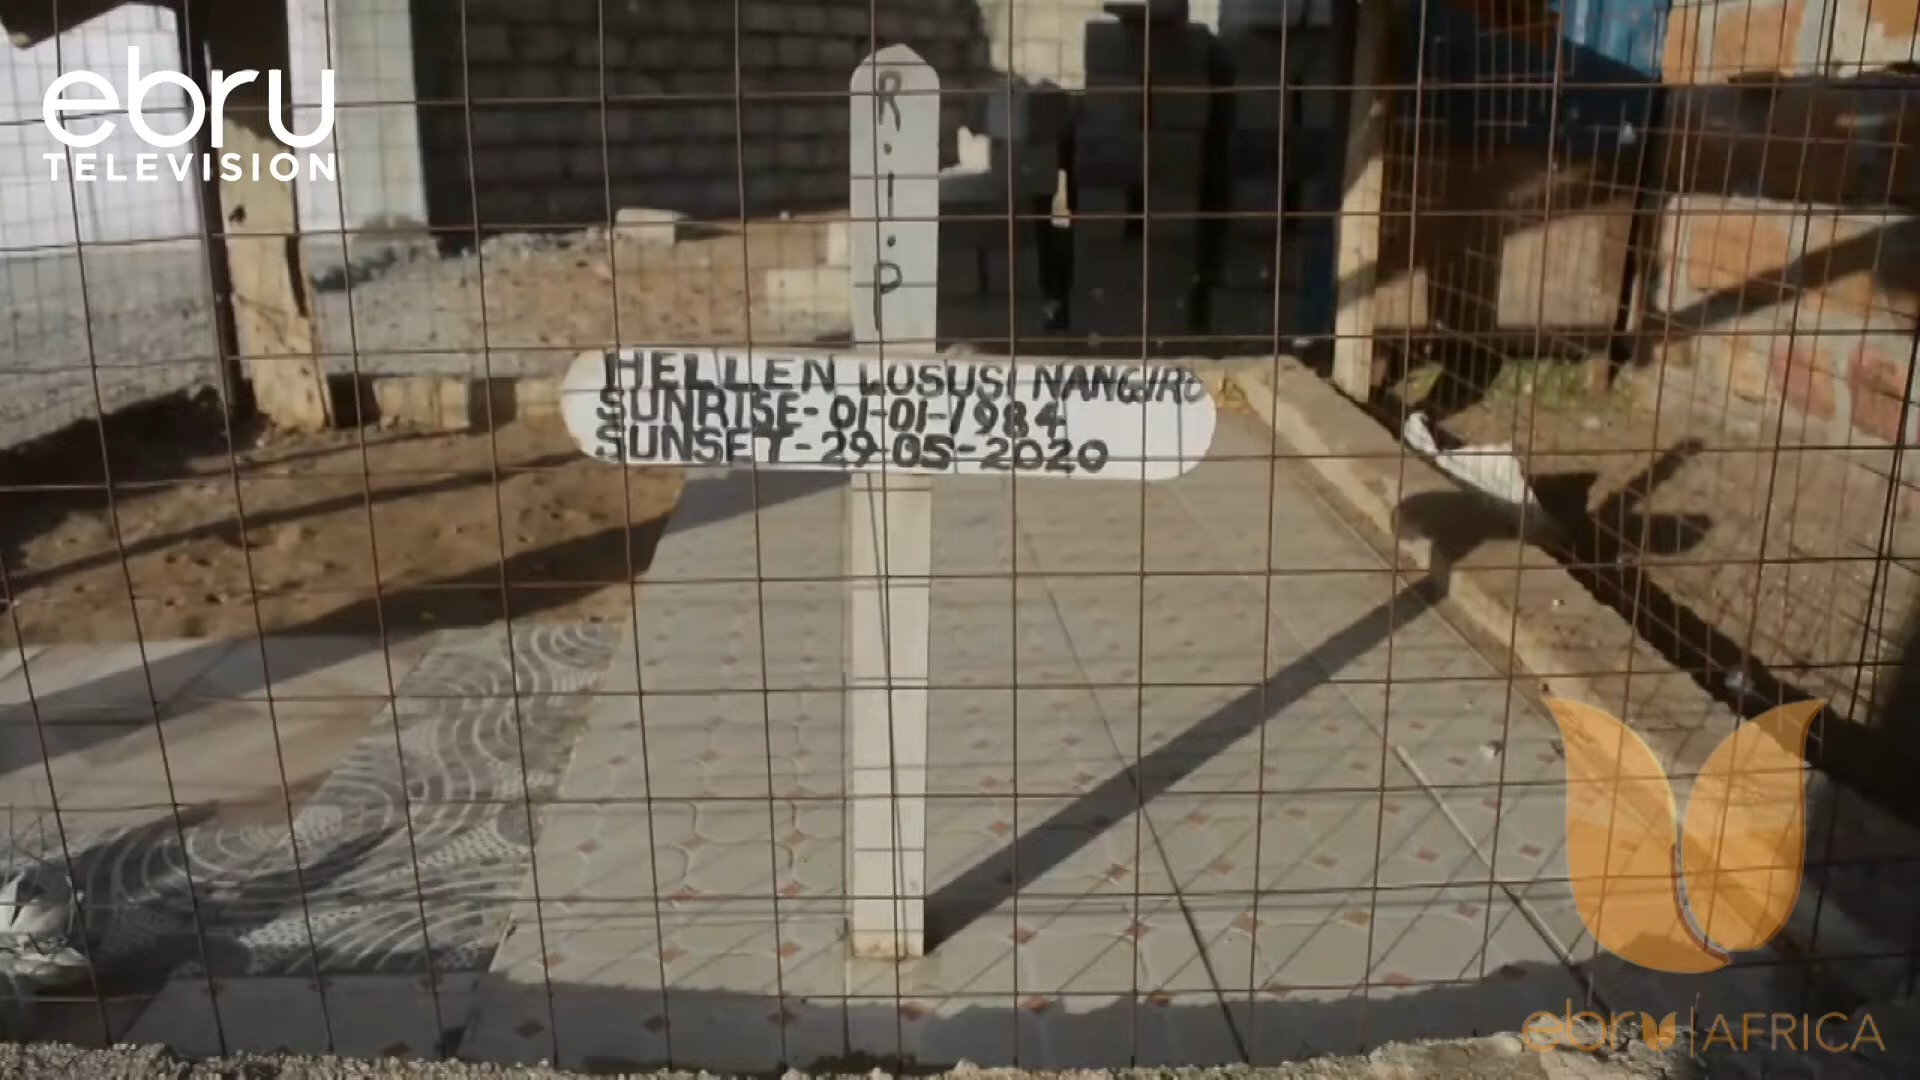 ebru
TELEVISION
R.I.P
HELLEN LOSUSI NANGIRO
SUNRISE- 01-01-1984
SUNSET- 29-05-2020
ebru | AFRICA